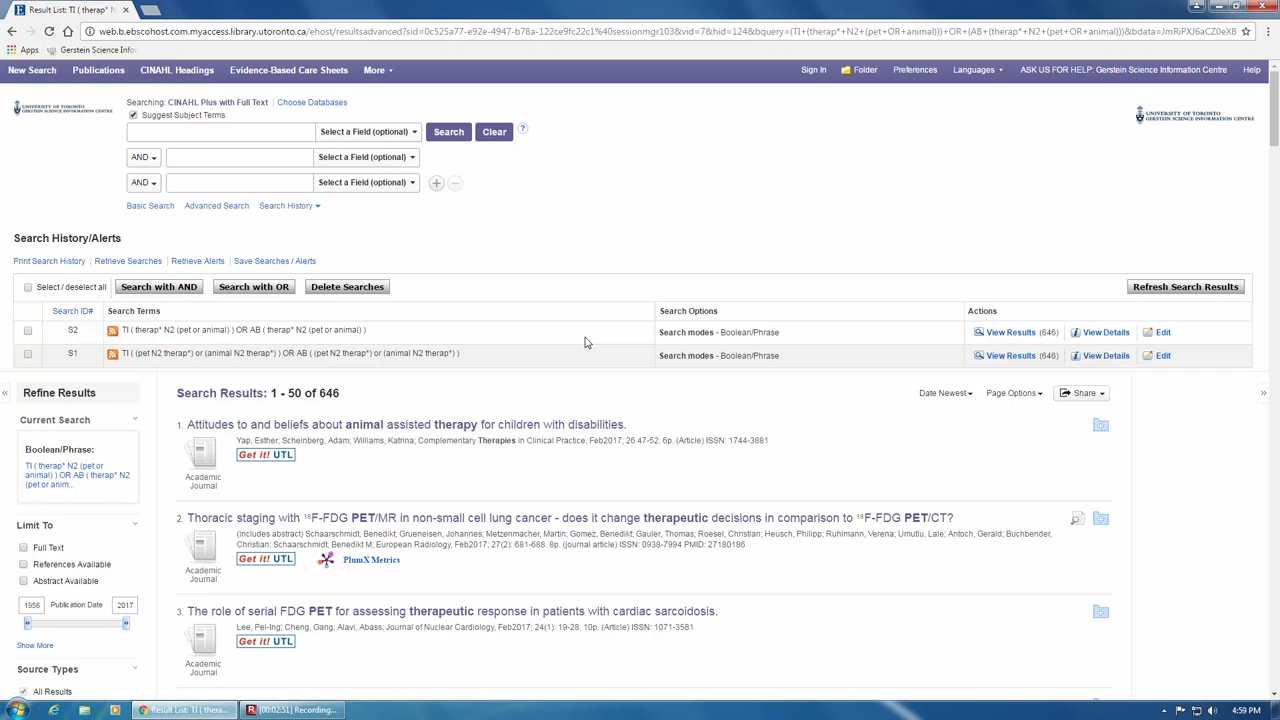 Result List: TI ( therap* N
web.b.ebscohost.com.myaccess.library.utoronto.ca/ehost/resultsadvanced?sid=0c525a77-e92e-4947-b78a-122ce9fc22c1%40sessionmgr103&vid=7&hid=124&bquery=(TI+(therap*+N2+(pet+OR+animal)))+OR+(AB+(therap*+N2+(pet+OR+animal)))&bdata=JmRiPXJ6aCZ0eXB
Apps Gerstein Science Info
New Search Publications CINAHL Headings Evidence-Based Care Sheets More Sign In Folder Preferences Languages ASK US FOR HELP: Gerstein Science Information Centre Help
UNIVERSITY OF TORONTO
GERSTEIN SCIENCE INFORMATION CENTRE
Searching: CINAHL Plus with Full Text Choose Databases
Suggest Subject Terms
UNIVERSITY OF TORONTO
GERSTEIN SCIENCE INFORMATION CENTRE
Select a Field (optional) Search Clear ?
AND Select a Field (optional)
AND Select a Field (optional)
Basic Search Advanced Search Search History
Search History/Alerts
Print Search History Retrieve Searches Retrieve Alerts Save Searches / Alerts
Select / deselect all Search with AND Search with OR Delete Searches Refresh Search Results
Search ID# Search Terms Search Options Actions
S2 TI ( therap* N2 (pet or animal) ) OR AB ( therap* N2 (pet or animal) ) Search modes - Boolean/Phrase View Results (646) View Details Edit
S1 TI ( (pet N2 therap*) or (animal N2 therap*) ) OR AB ( (pet N2 therap*) or (animal N2 therap*) ) Search modes - Boolean/Phrase View Results (646) View Details Edit
Refine Results
Search Results: 1 - 50 of 646
Date Newest Page Options Share
Current Search
Boolean/Phrase:
TI ( therap* N2 (pet or
animal) ) OR AB ( therap* N2
(pet or anim...
Limit To
Full Text
References Available
Abstract Available
1956 Publication Date 2017
Show More
Source Types
All Results
1. Attitudes to and beliefs about animal assisted therapy for children with disabilities.
Yap, Esther; Scheinberg, Adam; Williams, Katrina; Complementary Therapies in Clinical Practice, Feb2017; 26 47-52. 6p. (Article) ISSN: 1744-3881
Get it! UTL
Academic
Journal
2. Thoracic staging with 18F-FDG PET/MR in non-small cell lung cancer - does it change therapeutic decisions in comparison to 18F-FDG PET/CT?
(includes abstract) Schaarschmidt, Benedikt; Grueneisen, Johannes; Metzenmacher, Martin; Gomez, Benedikt; Gauler, Thomas; Roesel, Christian; Heusch, Philipp; Ruhlmann, Verena; Umutlu, Lale; Antoch, Gerald; Buchbender,
Christian; Schaarschmidt, Benedikt M; European Radiology, Feb2017; 27(2): 681-688. 8p. (journal article) ISSN: 0938-7994 PMID: 27180186
Get it! UTL PlumX Metrics
Academic
Journal
3. The role of serial FDG PET for assessing therapeutic response in patients with cardiac sarcoidosis.
Lee, Pei-Ing; Cheng, Gang; Alavi, Abass; Journal of Nuclear Cardiology, Feb2017; 24(1): 19-28. 10p. (Article) ISSN: 1071-3581
Get it! UTL
Academic
Journal
Result List: TI ( thera... [00:02:51] Recording... 4:59 PM